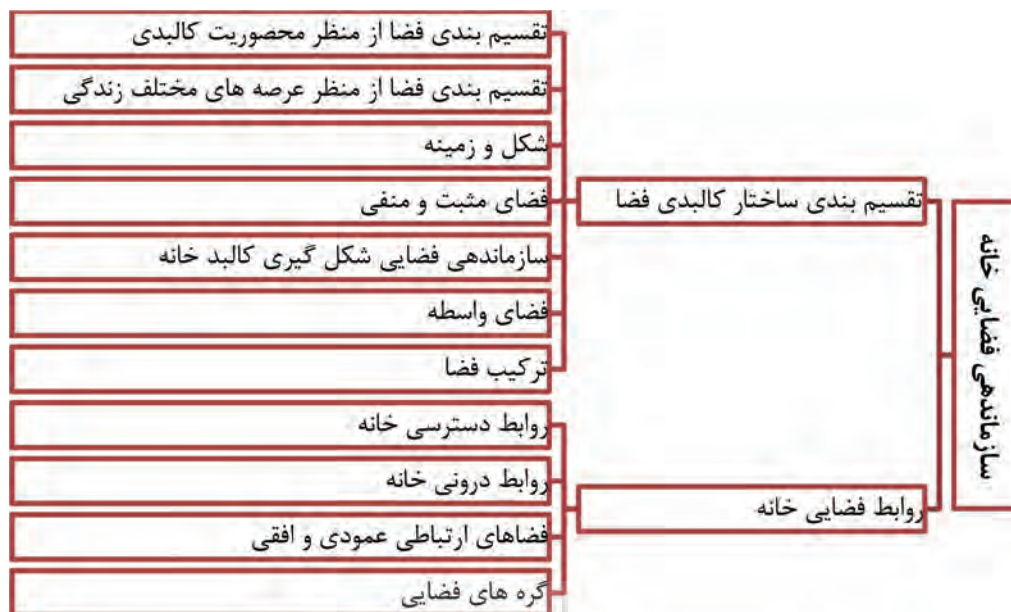 سازماندهی فضایی خانه
تقسیم بندی ساختار کالبدی فضا
تقسیم بندی فضا از منظر محصوریت کالبدی
تقسیم بندی فضا از منظر عرصه های مختلف زندگی
شکل و زمینه
فضای مثبت و منفی
سازماندهی فضایی شکل گیری کالبد خانه
فضای واسطه
ترکیب فضا
روابط فضایی خانه
روابط دسترسی خانه
روابط درونی خانه
فضاهای ارتباطی عمودی و افقی
گره های فضایی